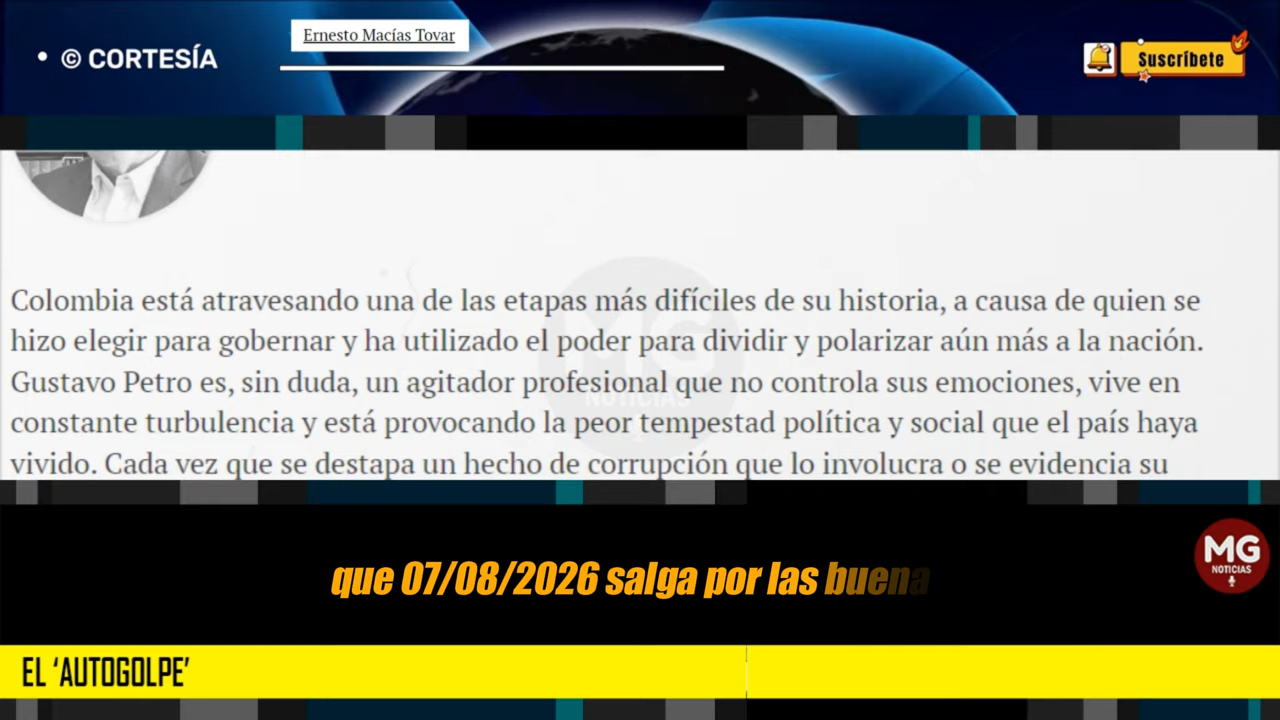 • © CORTESÍA
Ernesto Macías Tovar
Suscríbete
Colombia está atravesando una de las etapas más difíciles de su historia, a causa de quien se
hizo elegir para gobernar y ha utilizado el poder para dividir y polarizar aún más a la nación.
Gustavo Petro es, sin duda, un agitador profesional que no controla sus emociones, vive en
constante turbulencia y está provocando la peor tempestad política y social que el país haya
vivido. Cada vez que se destapa un hecho de corrupción que lo involucra o se evidencia su
MG
NOTICIAS
que 07/08/2026 salga por las buena
MG
NOTICIAS
EL ‘AUTOGOLPE’